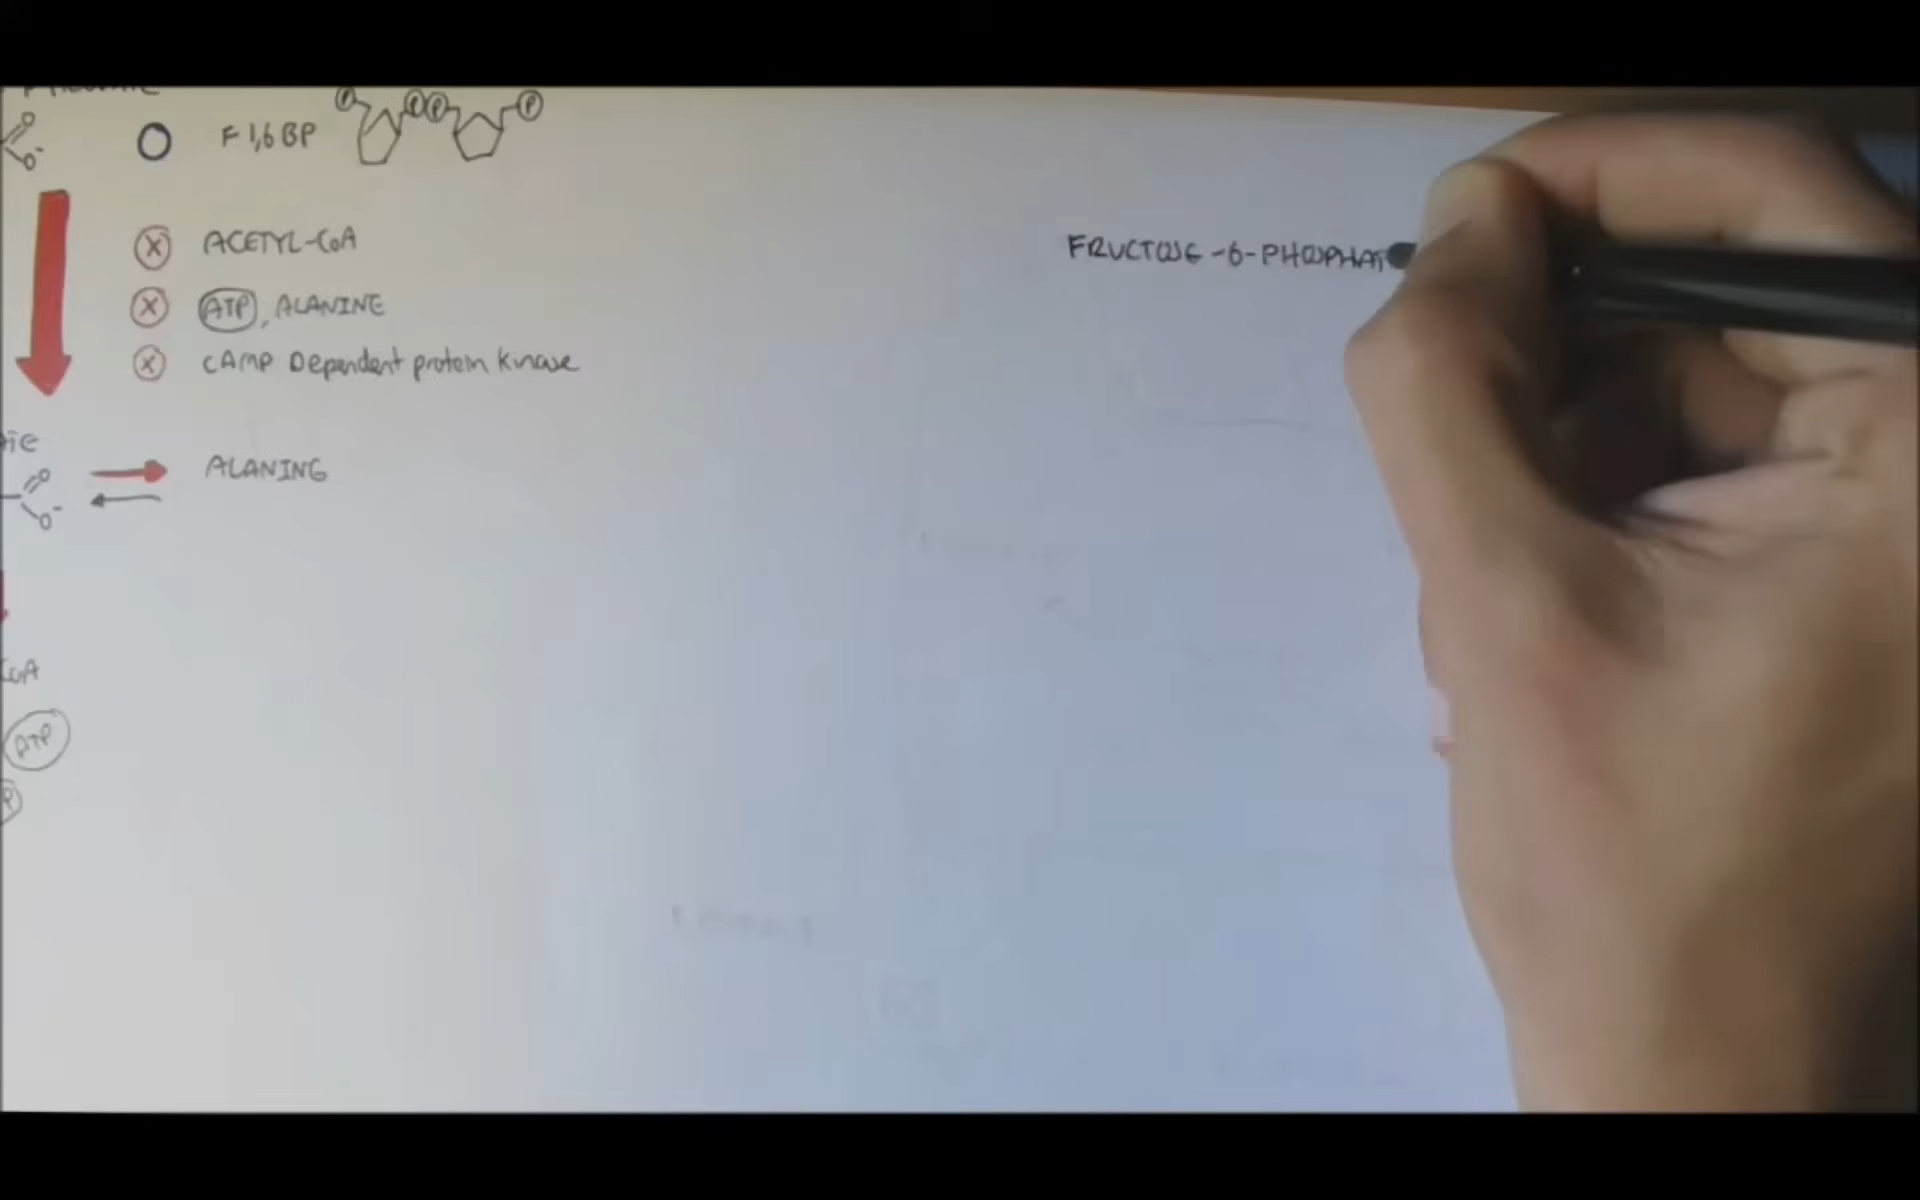 F 1,6 BP
P P P P
X ACETYL-CoA
X ATP, ALANINE
X cAMP Dependent protein kinase
FRUCTOSE-6-PHOSPHAT
ALANINE
O
O-
CoA
ATP
P